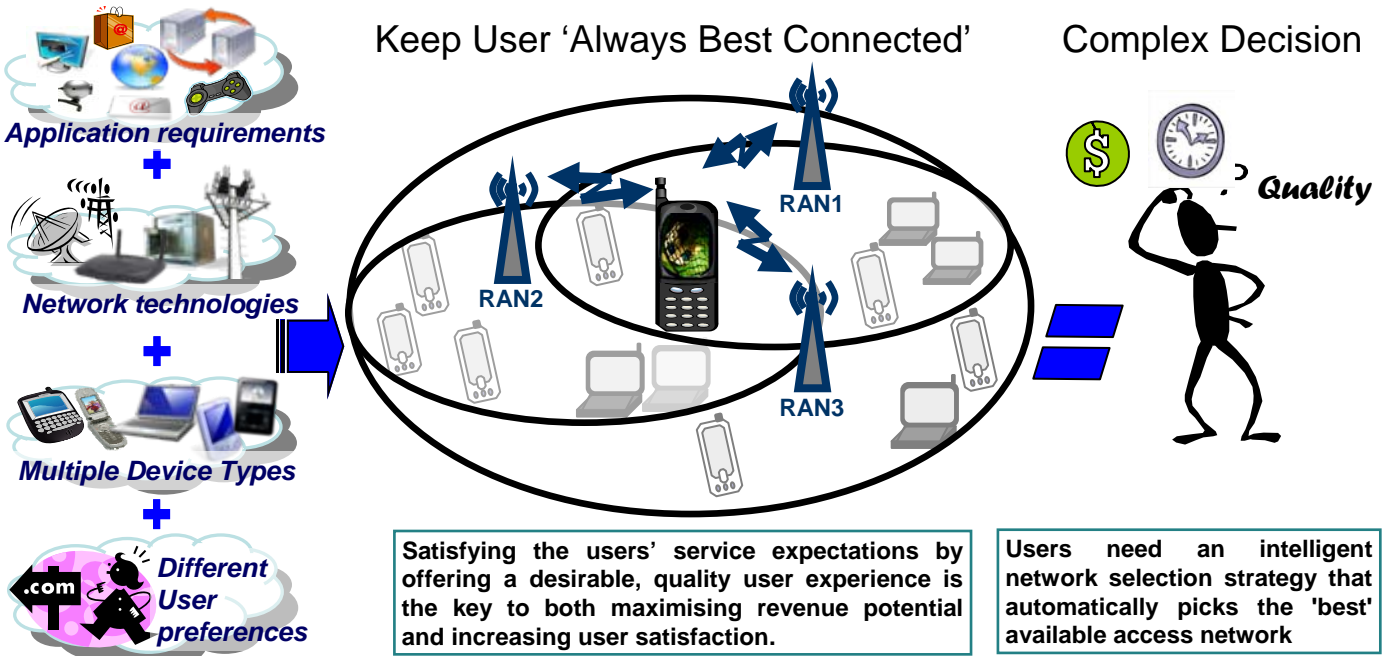 Keep User ‘Always Best Connected’
Complex Decision
@
@
Application requirements
+
Network technologies
+
Multiple Device Types
+
.com
Different
User
preferences
RAN1
RAN2
RAN3
$
Quality
Satisfying the users’ service expectations by
offering a desirable, quality user experience is
the key to both maximising revenue potential
and increasing user satisfaction.
Users need an intelligent
network selection strategy that
automatically picks the 'best'
available access network